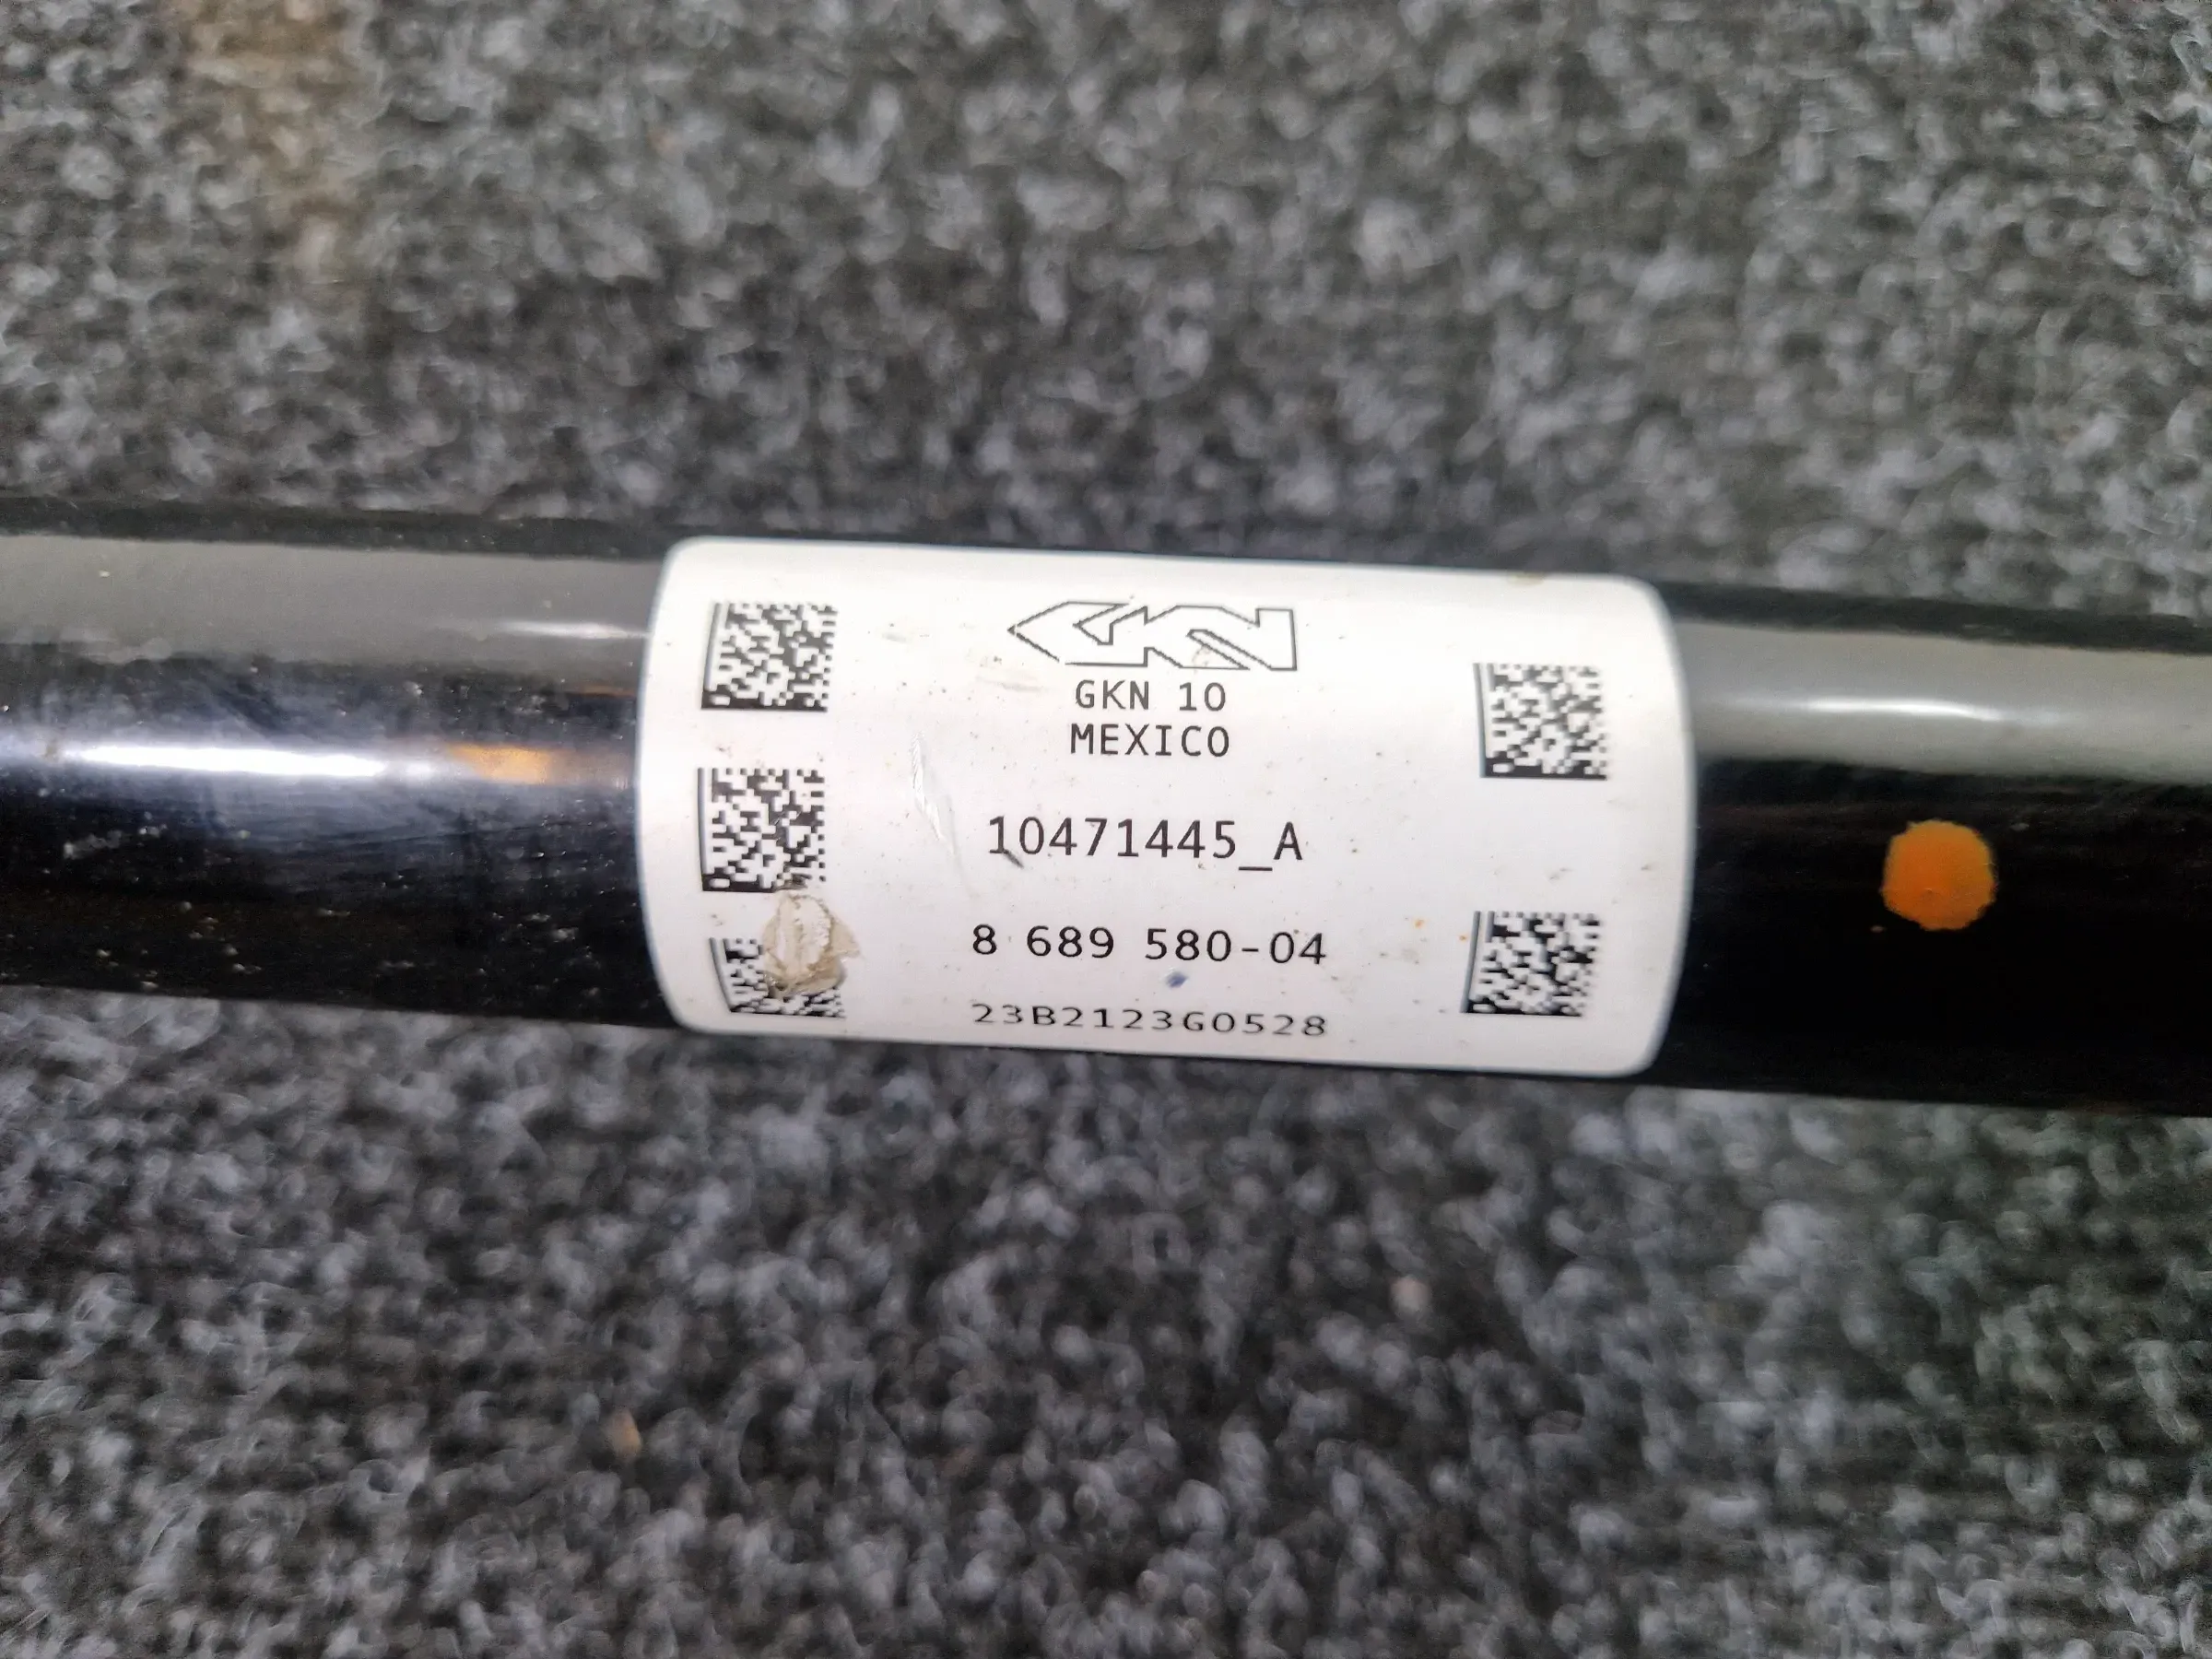 GKN
GKN 10
MEXICO
10471445_A
8 689 580-04
23B2123G0528